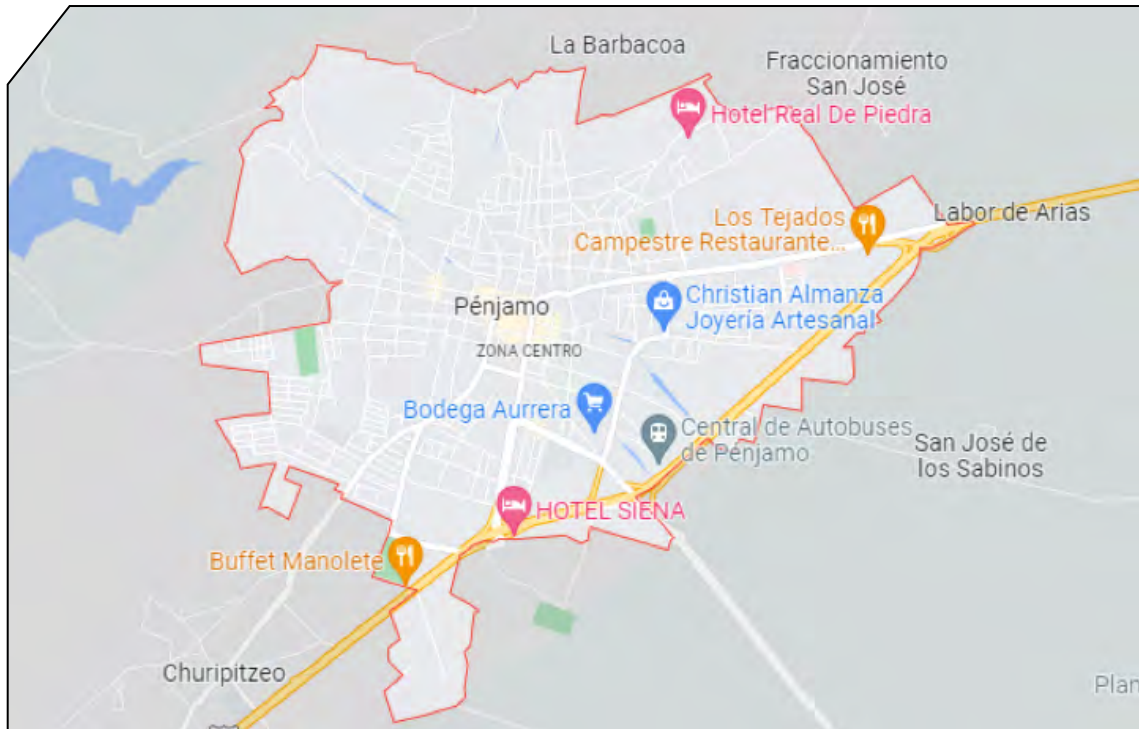 La Barbacoa
Fraccionamiento
San José
Hotel Real De Piedra
Los Tejados
Campestre Restaurante...
Labor de Arias
Christian Almanza
Joyería Artesanal
Pénjamo
ZONA CENTRO
Bodega Aurrera
Central de Autobuses
de Pénjamo
San José de
los Sabinos
HOTEL SIENA
Buffet Manolete
Churipitzeo
Plan